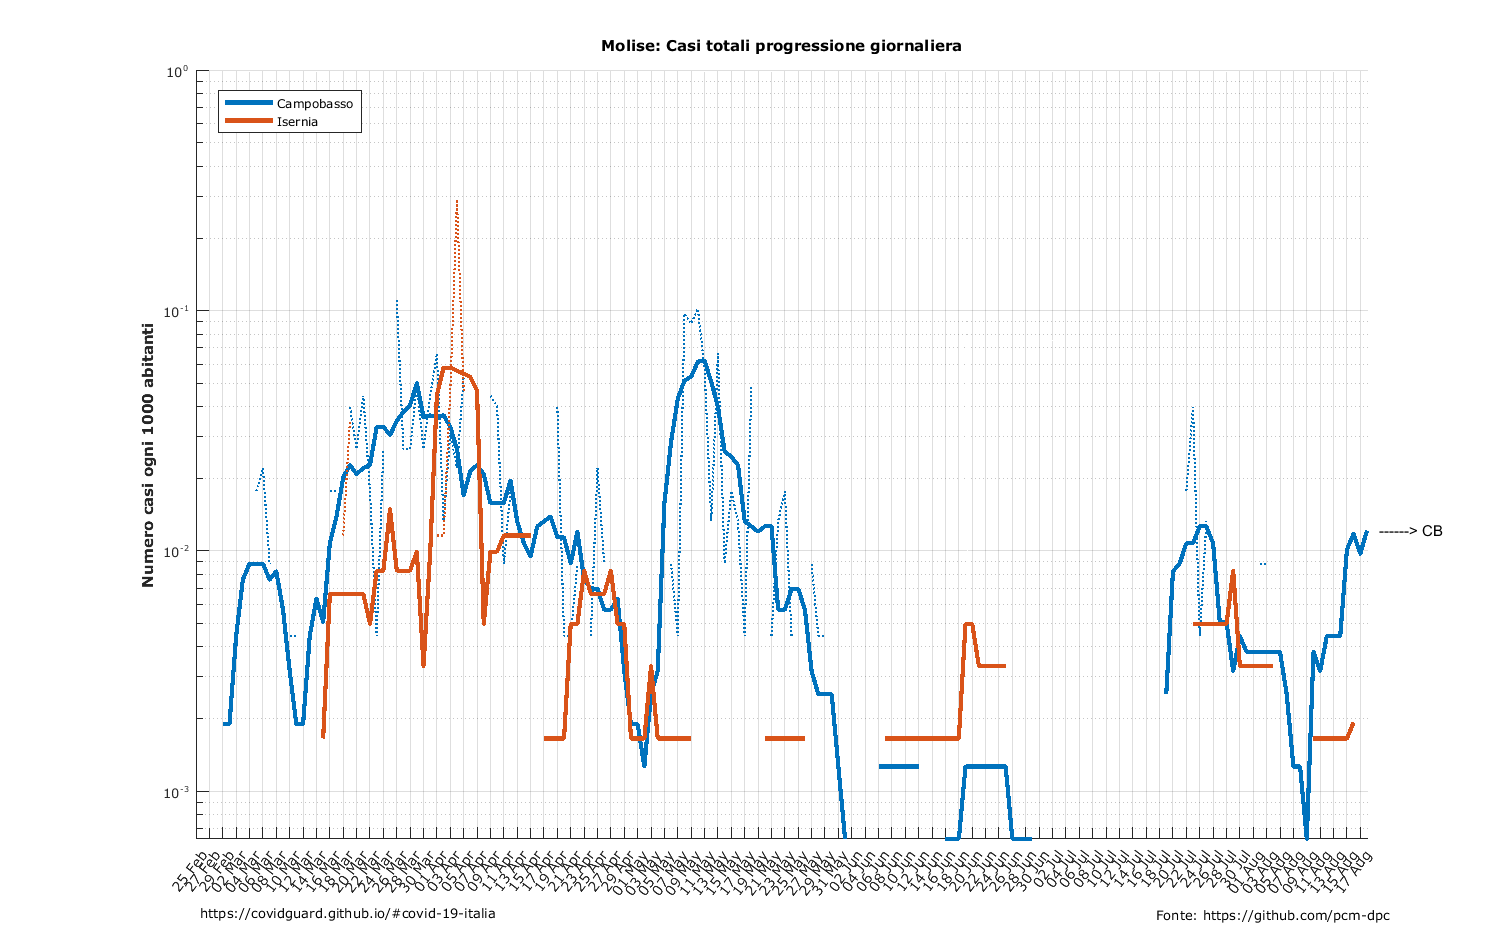 Molise: Casi totali progressione giornaliera
10⁰
Campobasso
Isernia
10⁻¹
Numero casi ogni 1000 abitanti
10⁻²
------> CB
10⁻³
25 Feb
27 Feb
29 Feb
02 Mar
04 Mar
06 Mar
08 Mar
10 Mar
12 Mar
14 Mar
16 Mar
18 Mar
20 Mar
22 Mar
24 Mar
26 Mar
28 Mar
30 Mar
01 Apr
03 Apr
05 Apr
07 Apr
09 Apr
11 Apr
13 Apr
15 Apr
17 Apr
19 Apr
21 Apr
23 Apr
25 Apr
27 Apr
29 Apr
01 May
03 May
05 May
07 May
09 May
11 May
13 May
15 May
17 May
19 May
21 May
23 May
25 May
27 May
29 May
31 May
02 Jun
04 Jun
06 Jun
08 Jun
10 Jun
12 Jun
14 Jun
16 Jun
18 Jun
20 Jun
22 Jun
24 Jun
26 Jun
28 Jun
30 Jun
02 Jul
04 Jul
06 Jul
08 Jul
10 Jul
12 Jul
14 Jul
16 Jul
18 Jul
20 Jul
22 Jul
24 Jul
26 Jul
28 Jul
30 Jul
01 Aug
03 Aug
05 Aug
07 Aug
09 Aug
11 Aug
13 Aug
15 Aug
17 Aug
https://covidguard.github.io/#covid-19-italia
Fonte: https://github.com/pcm-dpc